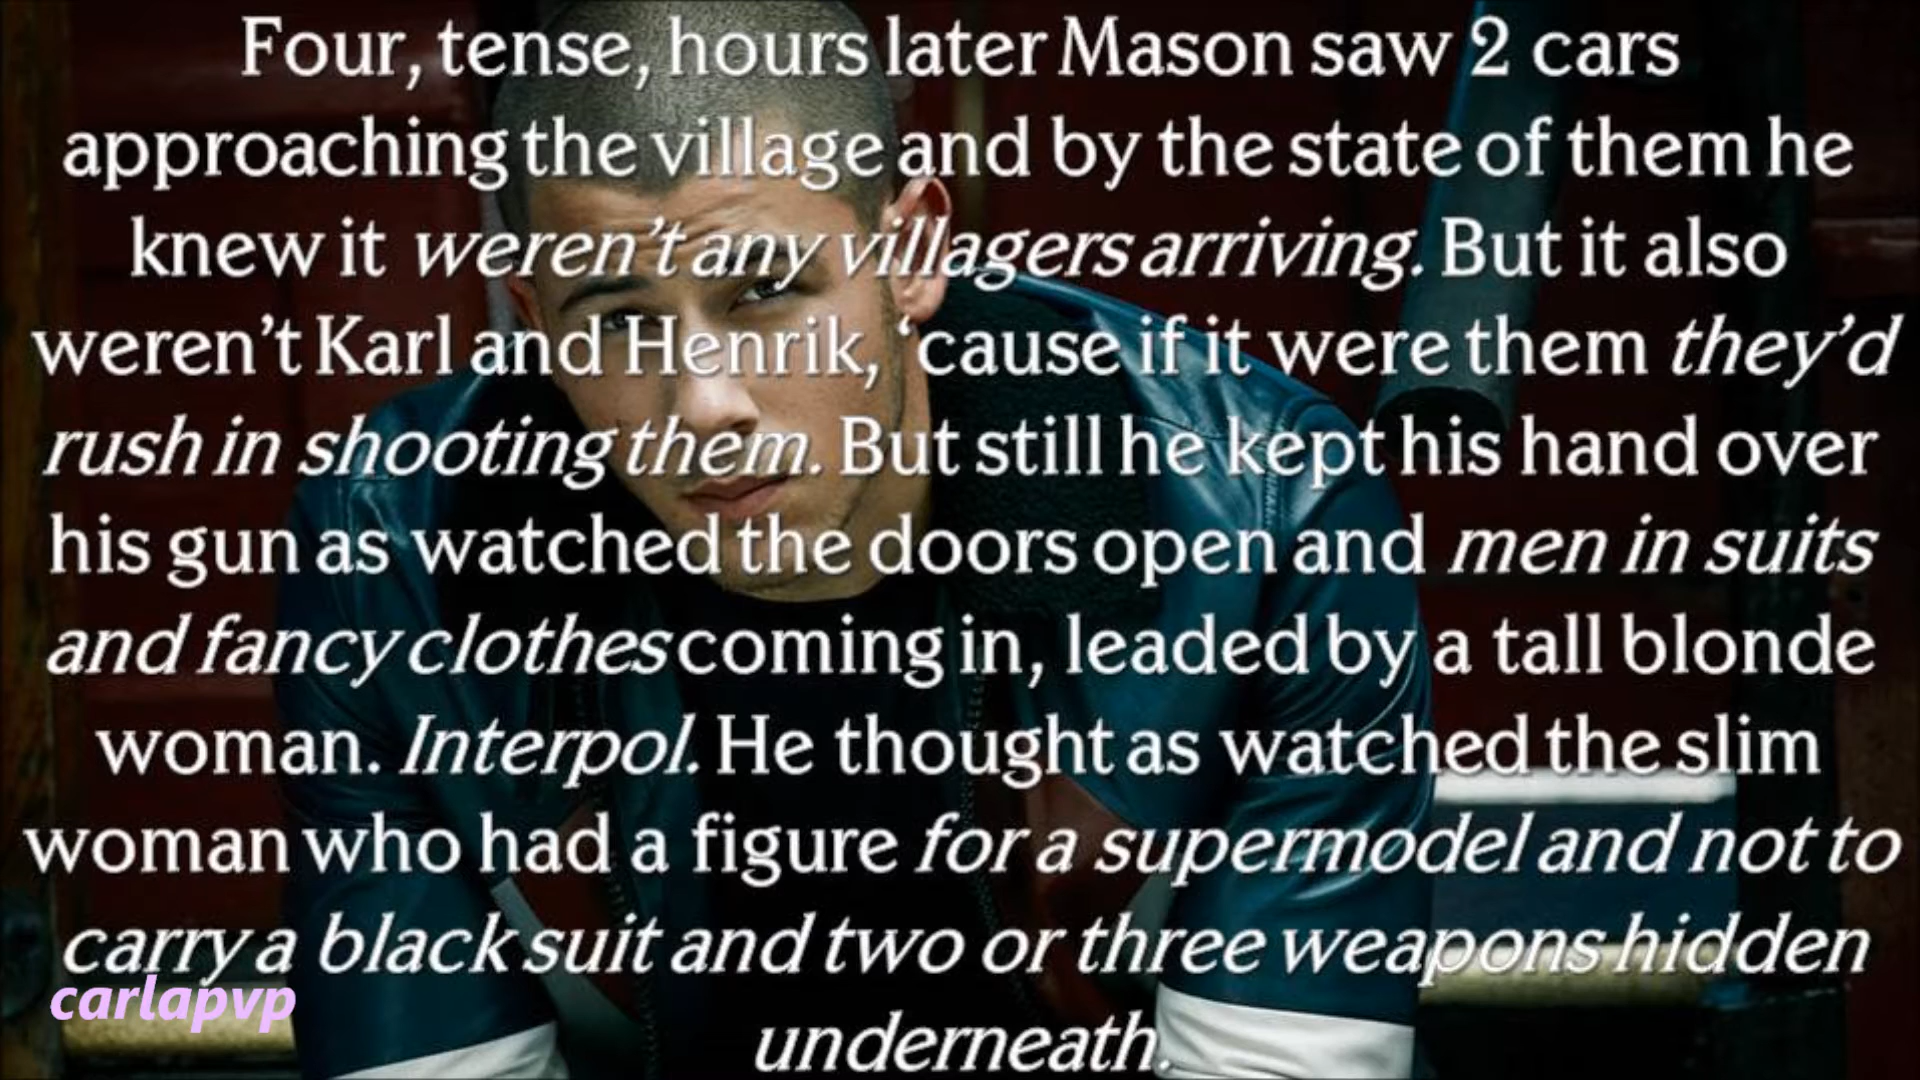 Four, tense, hours later Mason saw 2 cars
approaching the village and by the state of them he
knew it weren’t any villagers arriving. But it also
weren’t Karl and Henrik, ‘cause if it were them they’d
rush in shooting them. But still he kept his hand over
his gun as watched the doors open and men in suits
and fancy clothes coming in, leaded by a tall blonde
woman. Interpol. He thought as watched the slim
woman who had a figure for a supermodel and not to
carry a black suit and two or three weapons hidden
underneath.
carlapvp